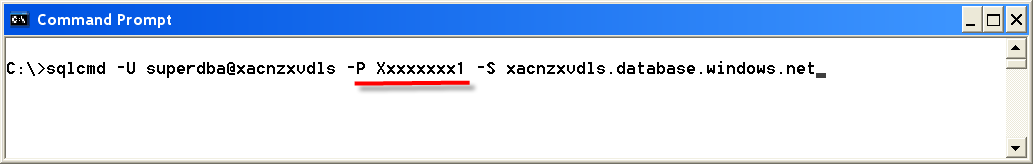 Command Prompt
C:\>sqlcmd -U superdba@xacnzxvdls -P Xxxxxxxx1 -S xacnzxvdls.database.windows.net_